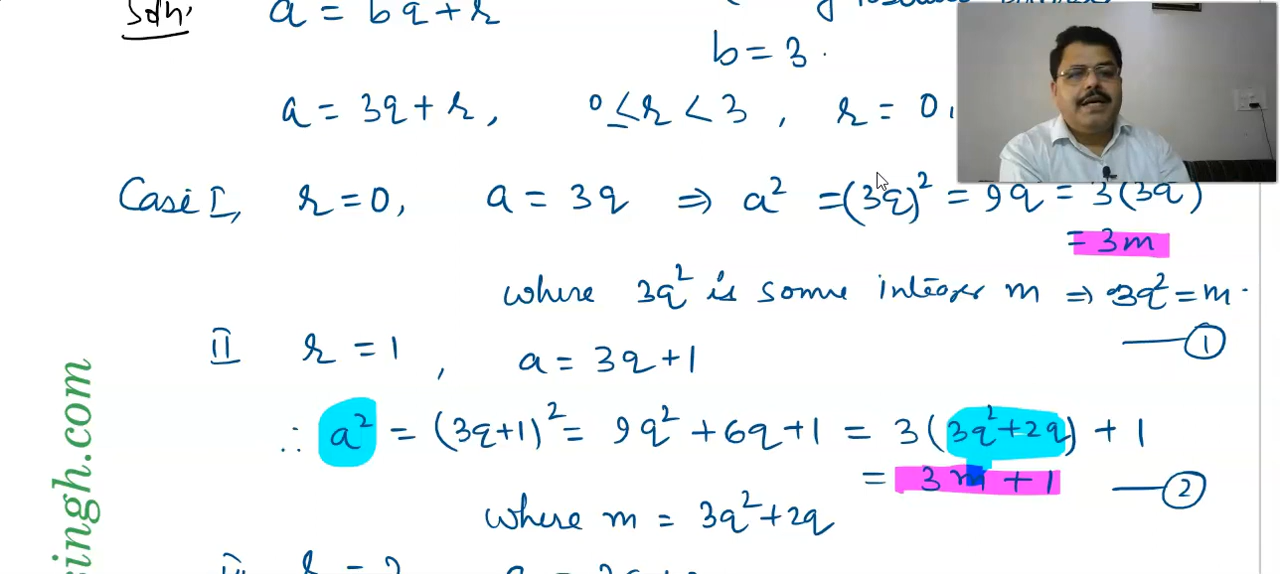 Soln. a = bq + r
b = 3 .
a = 3q + r, 0 ≤ r < 3 , r = 0,
Case I, r = 0, a = 3q ⇒ a² = (3q)² = 9q = 3(3q)
= 3m
where 3q² is some integer m ⇒ 3q² = m .
II r = 1 , a = 3q + 1 ——①
∴ a² = (3q+1)² = 9q² + 6q + 1 = 3(3q² + 2q) + 1
= 3m + 1 ——②
where m = 3q² + 2q
singh.com